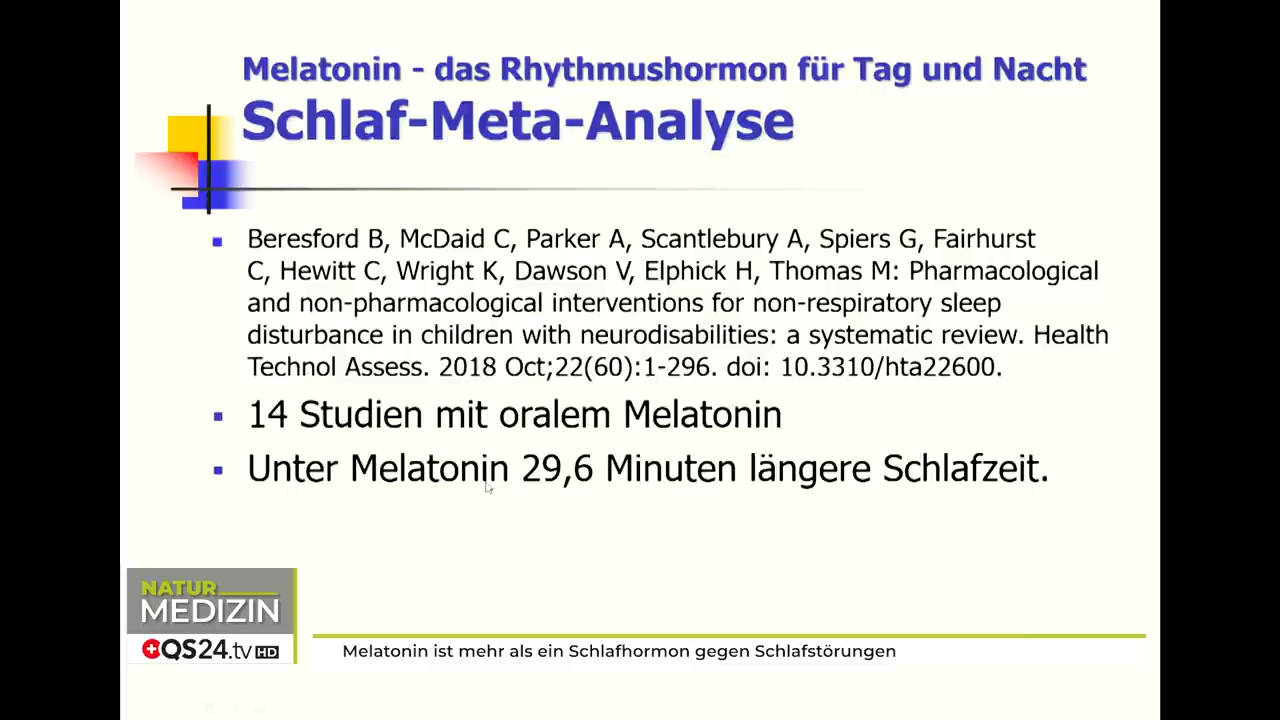 Melatonin - das Rhythmushormon für Tag und Nacht
Schlaf-Meta-Analyse
Beresford B, McDaid C, Parker A, Scantlebury A, Spiers G, Fairhurst
C, Hewitt C, Wright K, Dawson V, Elphick H, Thomas M: Pharmacological
and non-pharmacological interventions for non-respiratory sleep
disturbance in children with neurodisabilities: a systematic review. Health
Technol Assess. 2018 Oct;22(60):1-296. doi: 10.3310/hta22600.
14 Studien mit oralem Melatonin
Unter Melatonin 29,6 Minuten längere Schlafzeit.
NATUR
MEDIZIN
QS24.tv HD
Melatonin ist mehr als ein Schlafhormon gegen Schlafstörungen